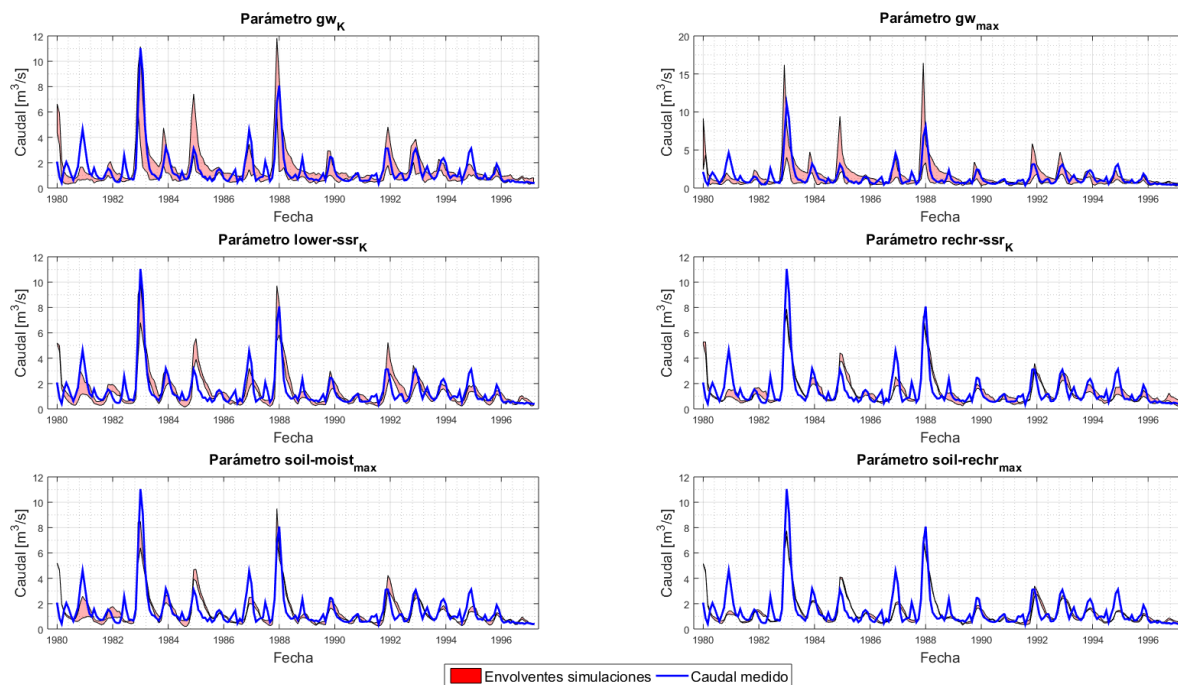 Parámetro gw_K
Caudal [m³/s]
12
10
8
6
4
2
0
1980 1982 1984 1986 1988 1990 1992 1994 1996
Fecha
Parámetro gw_max
Caudal [m³/s]
20
15
10
5
0
1980 1982 1984 1986 1988 1990 1992 1994 1996
Fecha
Parámetro lower-ssr_K
Caudal [m³/s]
12
10
8
6
4
2
0
1980 1982 1984 1986 1988 1990 1992 1994 1996
Fecha
Parámetro rechr-ssr_K
Caudal [m³/s]
12
10
8
6
4
2
0
1980 1982 1984 1986 1988 1990 1992 1994 1996
Fecha
Parámetro soil-moist_max
Caudal [m³/s]
12
10
8
6
4
2
0
1980 1982 1984 1986 1988 1990 1992 1994 1996
Fecha
Parámetro soil-rechr_max
Caudal [m³/s]
12
10
8
6
4
2
0
1980 1982 1984 1986 1988 1990 1992 1994 1996
Fecha
Envolventes simulaciones Caudal medido